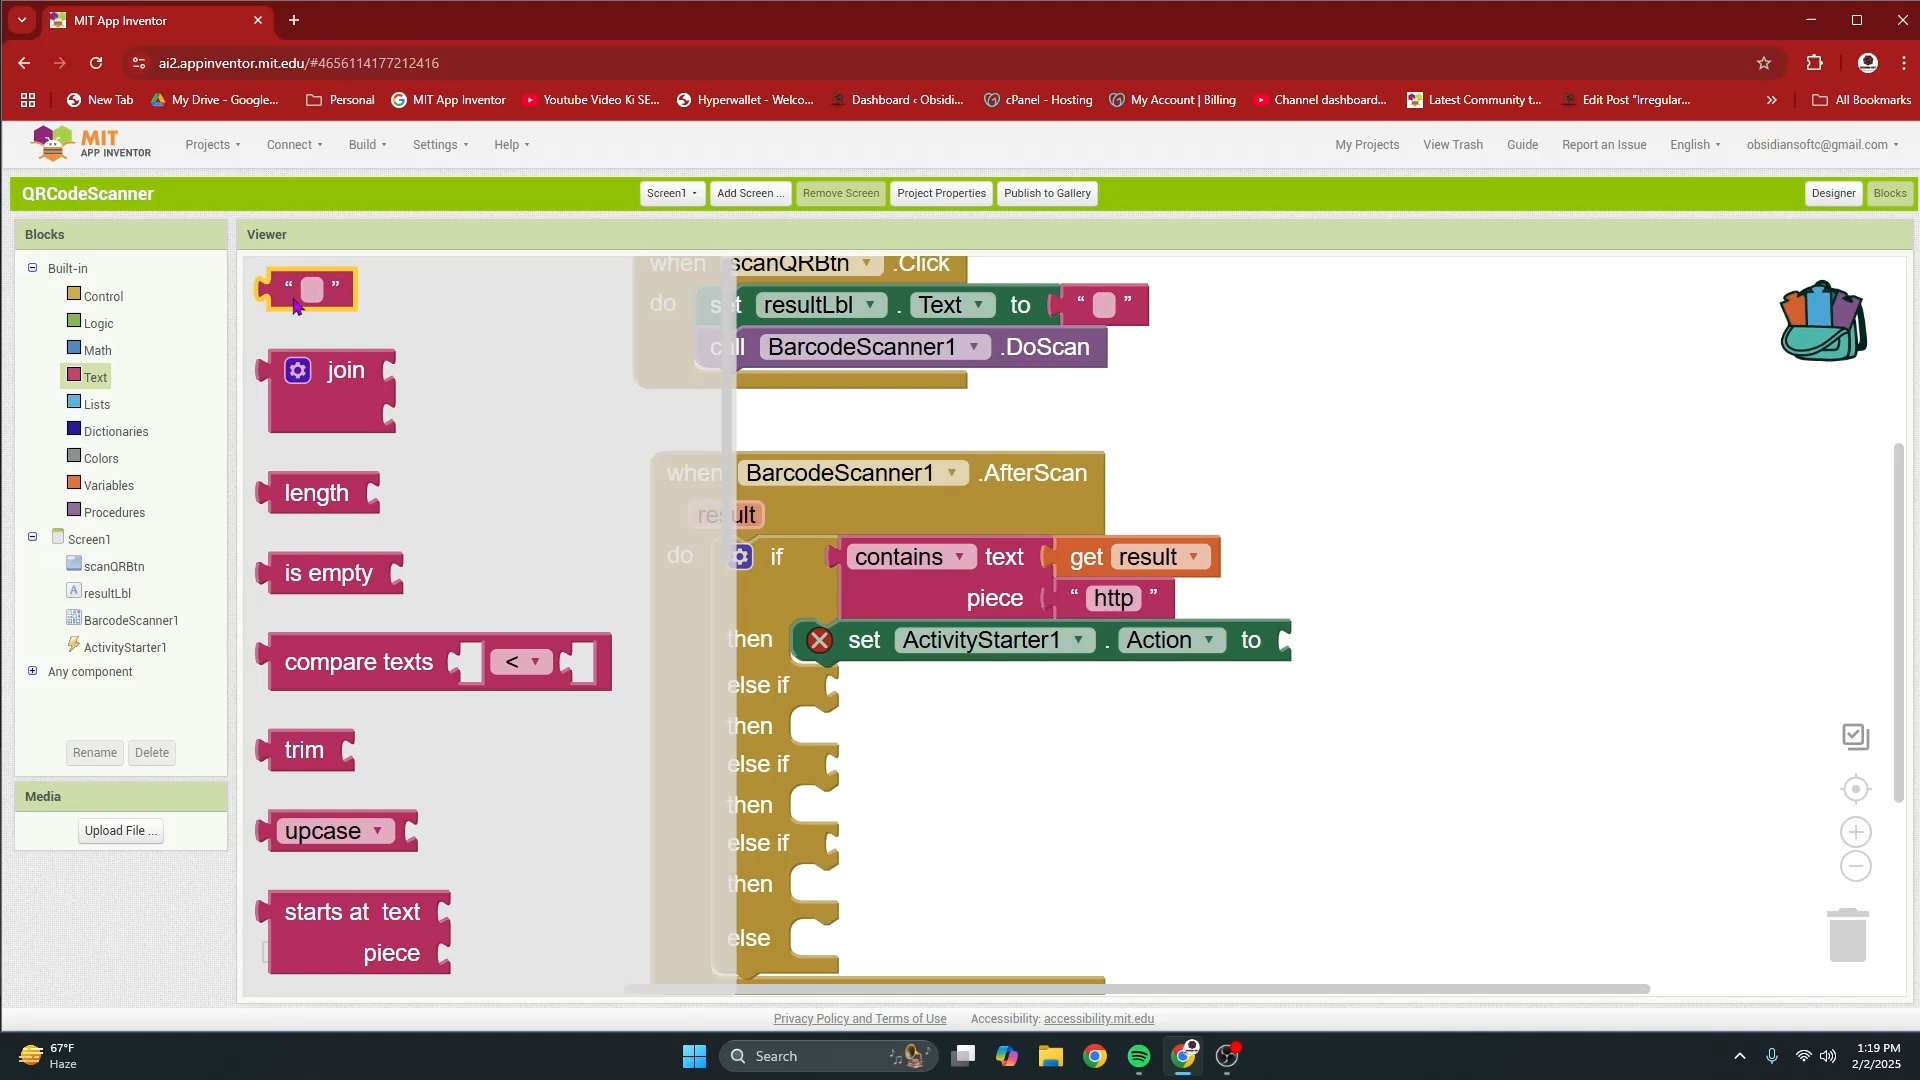 MIT App Inventor
ai2.appinventor.mit.edu/#4656114177212416
New Tab
My Drive - Google...
Personal
MIT App Inventor
Youtube Video Ki SE...
Hyperwallet - Welco...
Dashboard ‹ Obsidi...
cPanel - Hosting
My Account | Billing
Channel dashboard...
Latest Community t...
Edit Post “Irregular...
»
All Bookmarks
MIT
APP INVENTOR
Projects
Connect
Build
Settings
Help
My Projects
View Trash
Guide
Report an Issue
English
obsidiansoftc@gmail.com
QRCodeScanner
Screen1
Add Screen ...
Remove Screen
Project Properties
Publish to Gallery
Designer
Blocks
Blocks
Built-in
Control
Logic
Math
Text
Lists
Dictionaries
Colors
Variables
Procedures
Screen1
scanQRBtn
resultLbl
BarcodeScanner1
ActivityStarter1
Any component
Rename
Delete
Media
Upload File ...
Viewer
“ ”
join
length
is empty
compare texts <
trim
upcase
starts at text
piece
when scanQRBtn .Click
do set resultLbl . Text to “ ”
call BarcodeScanner1 .DoScan
when BarcodeScanner1 .AfterScan
result
do if contains text get result
piece “ http ”
then set ActivityStarter1 . Action to
else if
then
else if
then
else if
then
else
Privacy Policy and Terms of Use
Accessibility: accessibility.mit.edu
67°F
Haze
Search
1:19 PM
2/2/2025